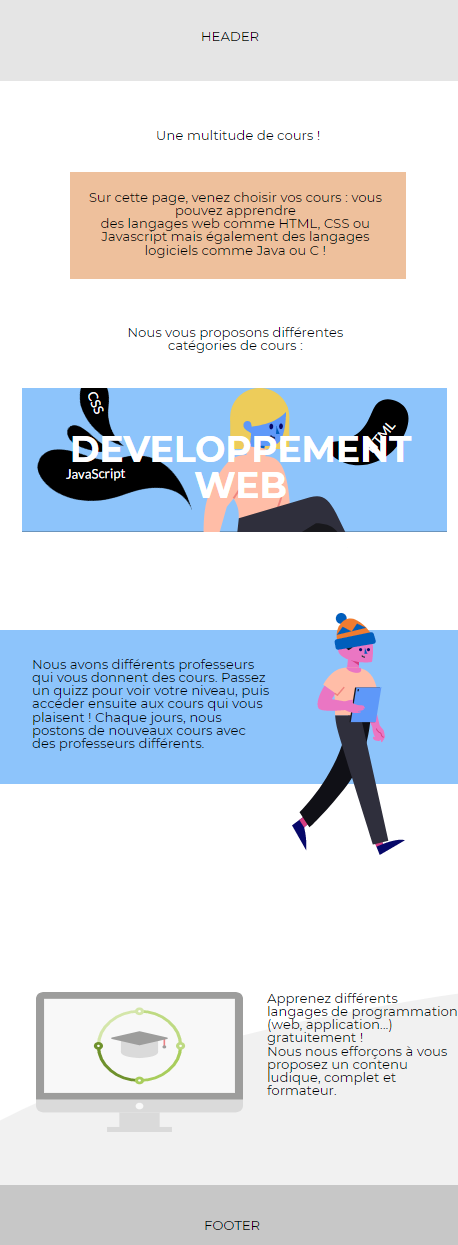 HEADER
Une multitude de cours !
Sur cette page, venez choisir vos cours : vous
pouvez apprendre
des langages web comme HTML, CSS ou
Javascript mais également des langages
logiciels comme Java ou C !
Nous vous proposons différentes
catégories de cours :
CSS
HTML
DEVELOPPEMENT
JavaScript
WEB
Nous avons différents professeurs
qui vous donnent des cours. Passez
un quizz pour voir votre niveau, puis
accéder ensuite aux cours qui vous
plaisent ! Chaque jours, nous
postons de nouveaux cours avec
des professeurs différents.
Apprenez différents
langages de programmation
(web, application...)
gratuitement !
Nous nous efforçons à vous
proposez un contenu
ludique, complet et
formateur.
FOOTER